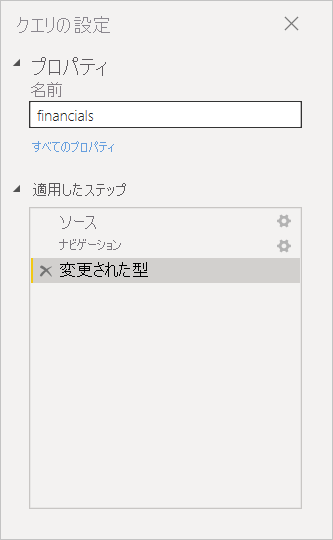 クエリの設定
プロパティ
名前
financials
すべてのプロパティ
適用したステップ
ソース
ナビゲーション
変更された型